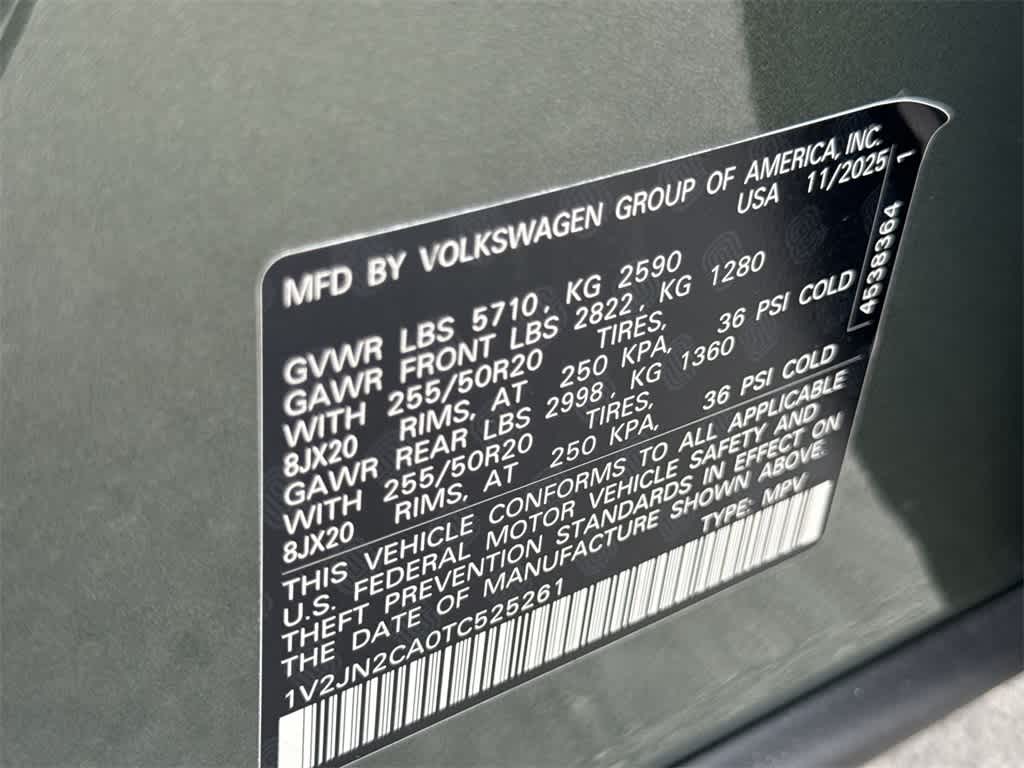 MFD BY VOLKSWAGEN GROUP OF AMERICA, INC.
USA 11/2025 1
GVWR LBS 5710, KG 2590
GAWR FRONT LBS 2822, KG 1280
WITH 255/50R20 TIRES,
8JX20 RIMS, AT 250 KPA, 36 PSI COLD
GAWR REAR LBS 2998, KG 1360
WITH 255/50R20 TIRES,
8JX20 RIMS, AT 250 KPA, 36 PSI COLD
4538364
THIS VEHICLE CONFORMS TO ALL APPLICABLE
U.S. FEDERAL MOTOR VEHICLE SAFETY AND
THEFT PREVENTION STANDARDS IN EFFECT ON
THE DATE OF MANUFACTURE SHOWN ABOVE.
1V2JN2CA0TC525261 TYPE: MPV